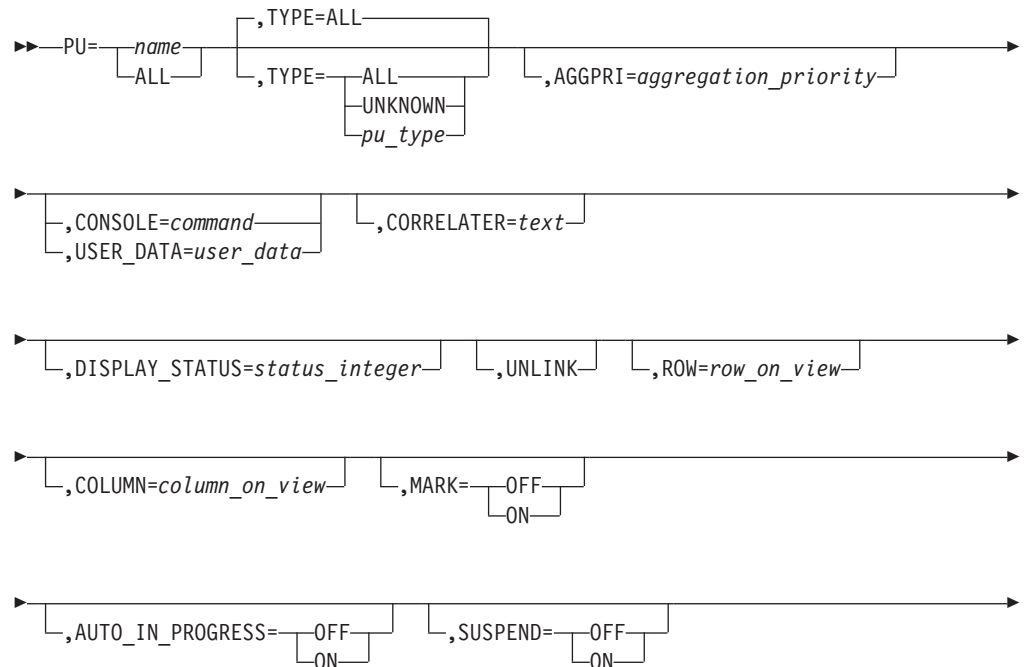 ,TYPE=ALL
PU= name ,AGGPRI=aggregation_priority
ALL ,TYPE= ALL
UNKNOWN
pu_type
,CONSOLE=command ,CORRELATER=text
,USER_DATA=user_data
,DISPLAY_STATUS=status_integer ,UNLINK ,ROW=row_on_view
,COLUMN=column_on_view ,MARK= OFF
ON
,AUTO_IN_PROGRESS= OFF ,SUSPEND= OFF
ON ON